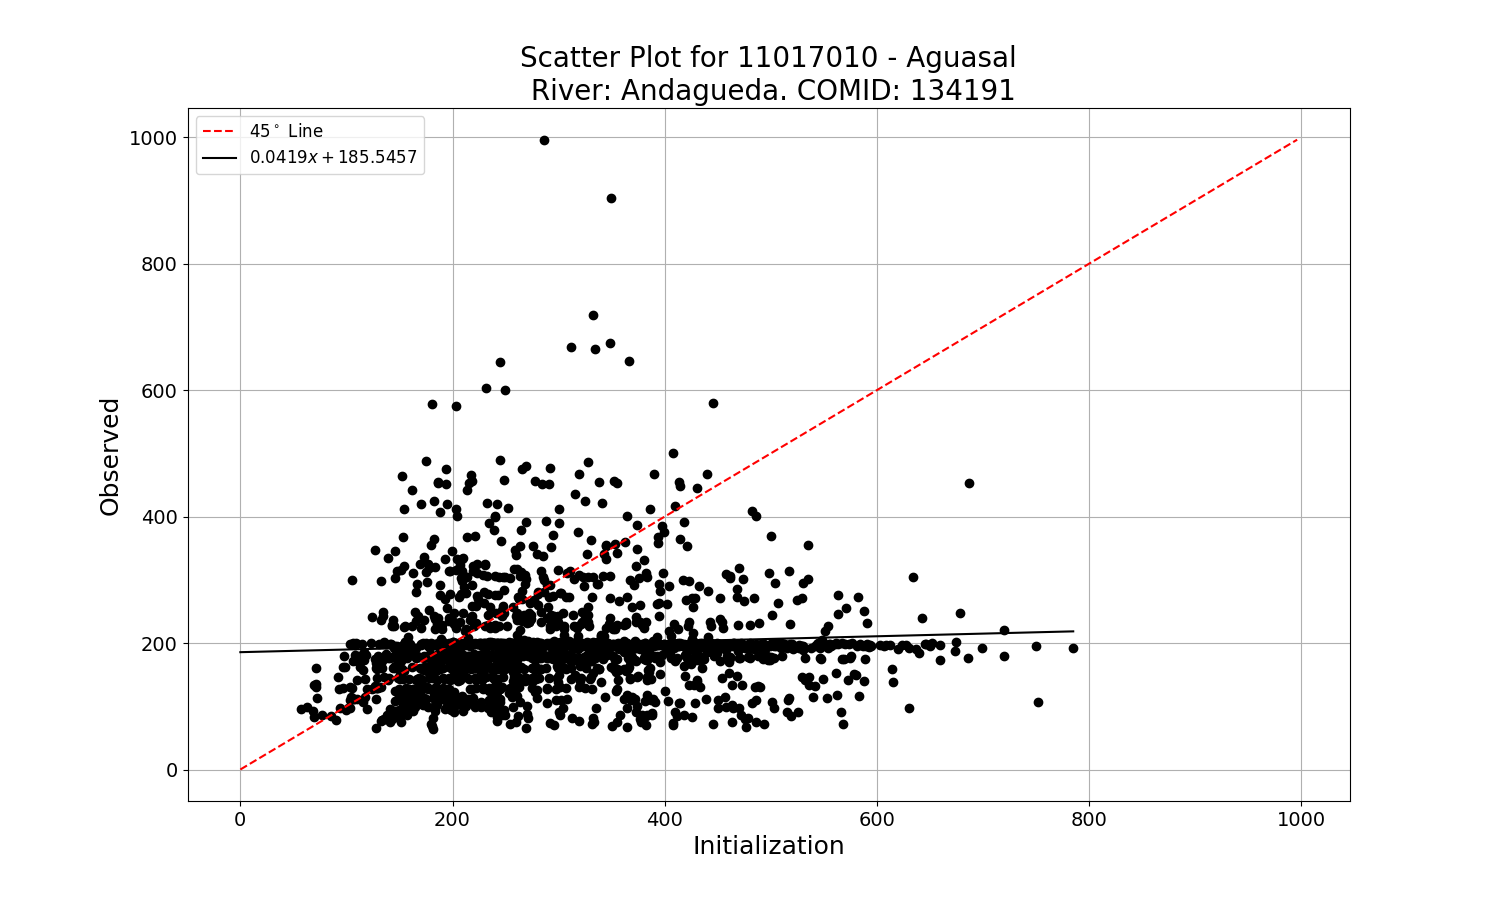 Scatter Plot for 11017010 - Aguasal
River: Andagueda. COMID: 134191
45° Line
0.0419x + 185.5457
1000
800
600
400
200
0
Observed
0 200 400 600 800 1000
Initialization